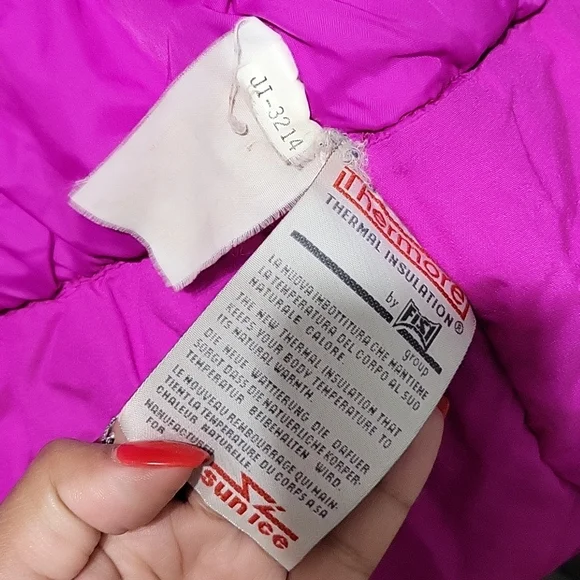 JI-3214
Thermore
THERMAL INSULATION®
by FISI
group
LA NUOVA IMBOTTITURA CHE MANTIENE
LA TEMPERATURA DEL CORPO AL SUO
NATURALE CALORE
THE NEW THERMAL INSULATION THAT
KEEPS YOUR BODY TEMPERATURE TO
ITS NATURAL WARMTH.
DIE NEUE WATTIERUNG DIE DAFUER
SORGT DASS DIE NATUERLICHE KÖRPER-
TEMPERATUR BEIBEHALTEN WIRD
LE NOUVEAU REMBOURRAGE QUI MAIN-
TIENT LA TEMPERATURE DU CORPS A SA
CHALEUR NATURELLE.
MANUFACTURED
FOR
sun ice